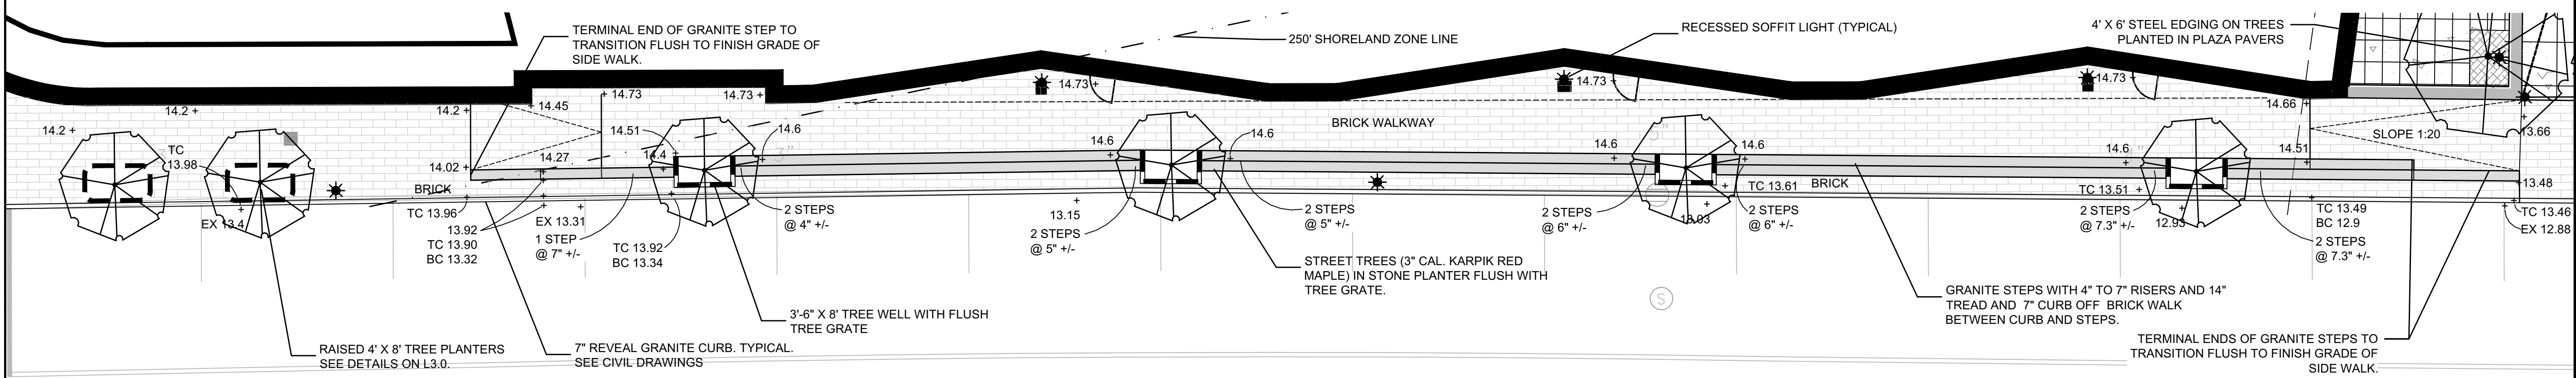 TERMINAL END OF GRANITE STEP TO
TRANSITION FLUSH TO FINISH GRADE OF
SIDE WALK.
250' SHORELAND ZONE LINE
RECESSED SOFFIT LIGHT (TYPICAL)
4' X 6' STEEL EDGING ON TREES
PLANTED IN PLAZA PAVERS
14.2 +
14.2 +
14.2 +
+ 14.45
+ 14.73
14.73 +
14.73 +
14.73 +
14.73 +
14.66 +
TC
13.98
14.02 +
14.27
14.51
14.4
14.6
14.6
14.6
14.6
14.6
14.6
14.51
BRICK WALKWAY
SLOPE 1:20
13.66
13.48
BRICK
BRICK
EX 13.4
TC 13.96
13.92
TC 13.90
BC 13.32
EX 13.31
1 STEP
@ 7" +/-
TC 13.92
BC 13.34
3"
2 STEPS
@ 4" +/-
13.15
2 STEPS
@ 5" +/-
2 STEPS
@ 5" +/-
2 STEPS
@ 6" +/-
13.03
TC 13.61
2 STEPS
@ 6" +/-
TC 13.51 +
2 STEPS
@ 7.3" +/-
12.93
TC 13.49
BC 12.9
2 STEPS
@ 7.3" +/-
TC 13.46
EX 12.88
S
RAISED 4' X 8' TREE PLANTERS
SEE DETAILS ON L3.0.
7" REVEAL GRANITE CURB. TYPICAL.
SEE CIVIL DRAWINGS
3'-6" X 8' TREE WELL WITH FLUSH
TREE GRATE
STREET TREES (3" CAL. KARPIK RED
MAPLE) IN STONE PLANTER FLUSH WITH
TREE GRATE.
GRANITE STEPS WITH 4" TO 7" RISERS AND 14"
TREAD AND 7" CURB OFF BRICK WALK
BETWEEN CURB AND STEPS.
TERMINAL ENDS OF GRANITE STEPS TO
TRANSITION FLUSH TO FINISH GRADE OF
SIDE WALK.